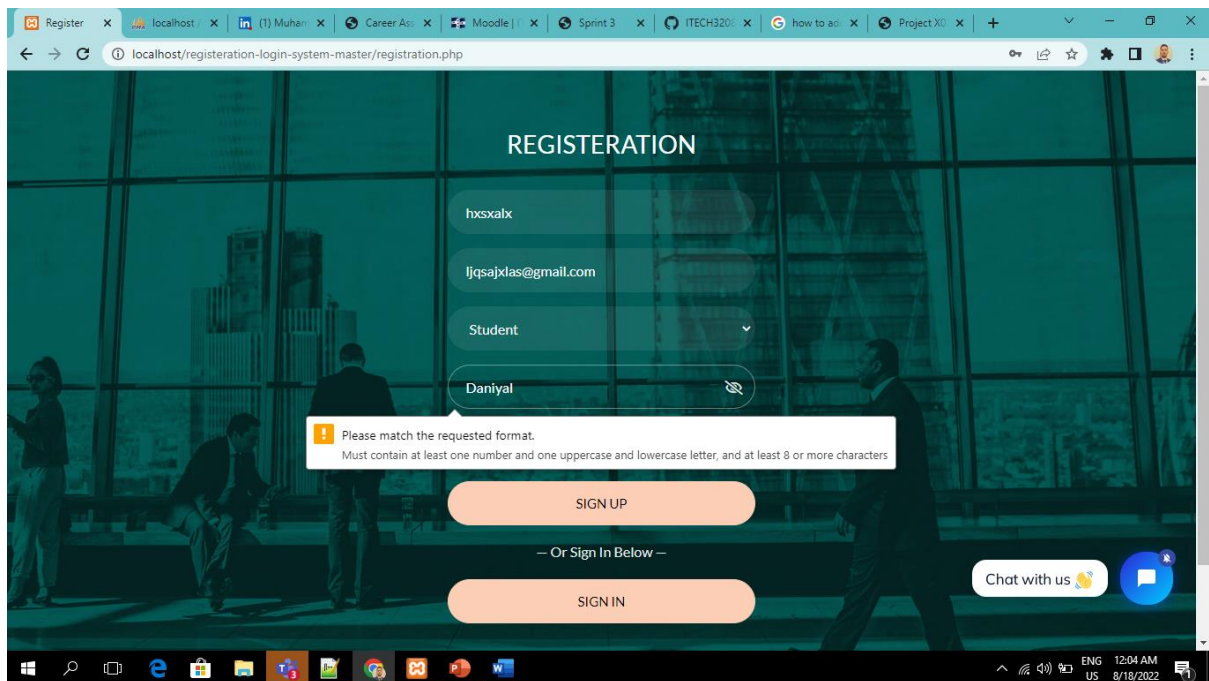 Register
localhost /
(1) Muham
Career Ass
Moodle | I
Sprint 3
ITECH3208
how to add
Project X0
localhost/registeration-login-system-master/registration.php
REGISTERATION
hxsxalx
ljqsajxlas@gmail.com
Student
Daniyal
Please match the requested format.
Must contain at least one number and one uppercase and lowercase letter, and at least 8 or more characters
SIGN UP
— Or Sign In Below —
SIGN IN
Chat with us 👋
ENG
US
12:04 AM
8/18/2022